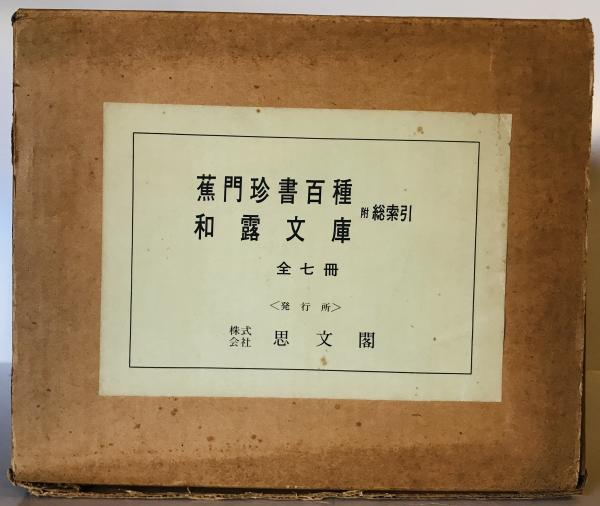 蕉門珍書百種
和露文庫 附 総索引
全七冊
<発行所>
株式会社 思文閣